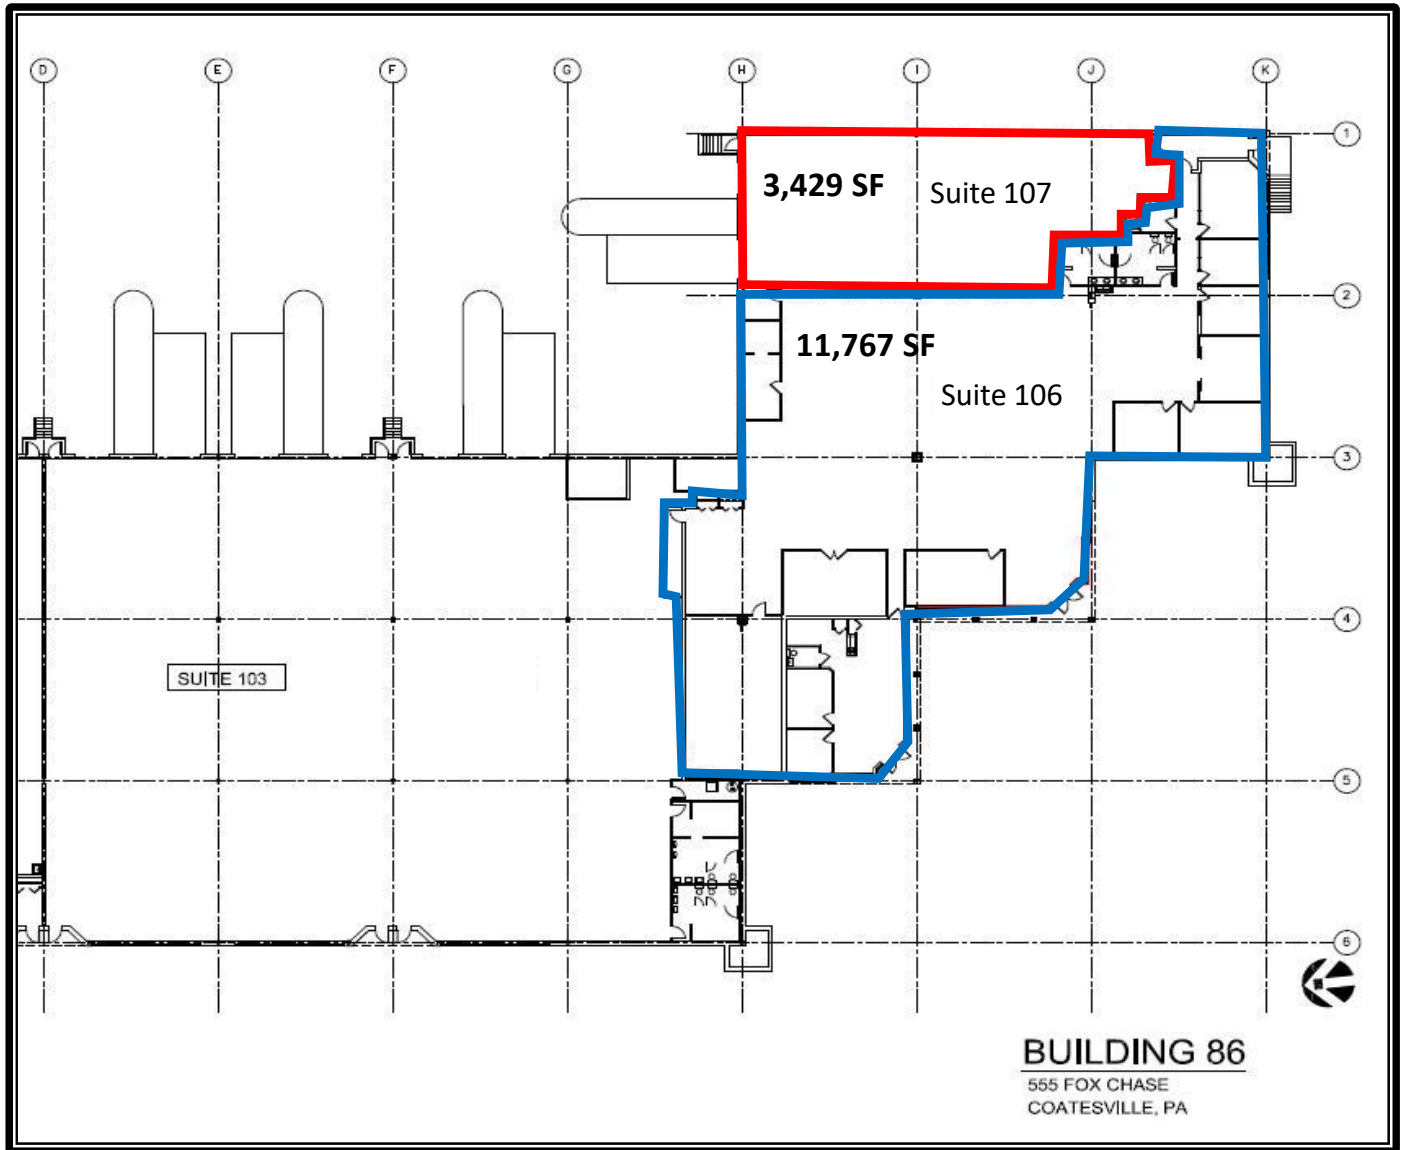 D E F G H I J K
1
3,429 SF Suite 107
2
11,767 SF
Suite 106
3
4
SUITE 103
5
6
BUILDING 86
555 FOX CHASE
COATESVILLE, PA